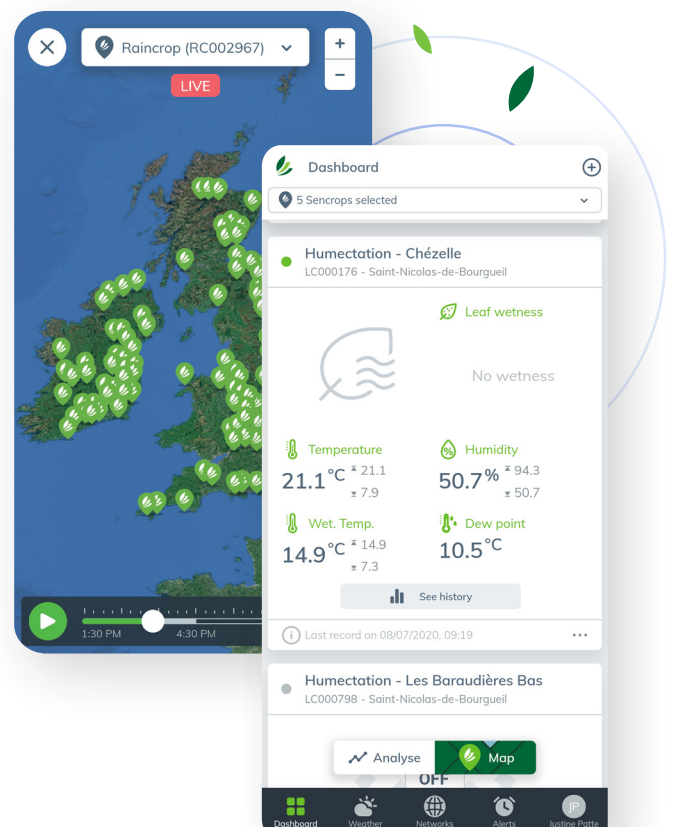 Raincrop (RC002967)
+
−
LIVE
1:30 PM
4:30 PM
Dashboard
5 Sencrops selected
Humectation - Chézelle
LC000176 - Saint-Nicolas-de-Bourgueil
Leaf wetness
No wetness
Temperature
21.1 °C
21.1
7.9
Humidity
50.7 %
94.3
50.7
Wet. Temp.
14.9 °C
14.9
7.3
Dew point
10.5 °C
See history
Last record on 08/07/2020, 09:19
Humectation - Les Baraudières Bas
LC000798 - Saint-Nicolas-de-Bourgueil
Analyse
Map
OFF
Dashboard
Weather
Networks
Alerts
JP
Justine Patte